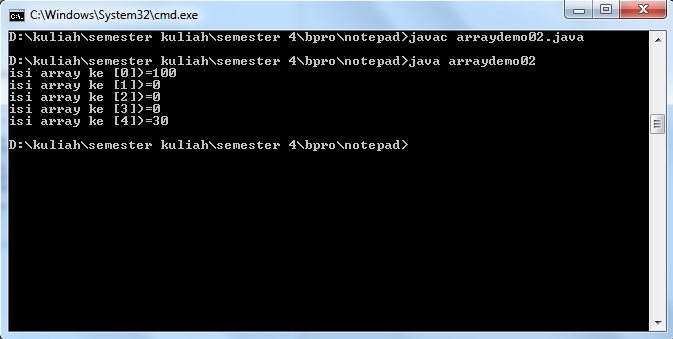 C:\Windows\System32\cmd.exe
D:\kuliah\semester kuliah\semester 4\bpro\notepad>javac arraydemo02.java
D:\kuliah\semester kuliah\semester 4\bpro\notepad>java arraydemo02
isi array ke [0])=100
isi array ke [1])=0
isi array ke [2])=0
isi array ke [3])=0
isi array ke [4])=30
D:\kuliah\semester kuliah\semester 4\bpro\notepad>